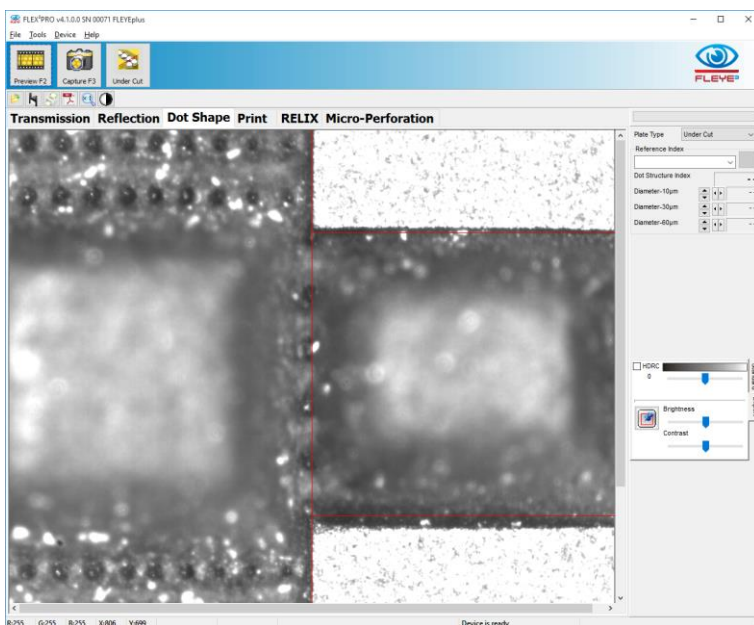 FLEX³PRO v4.1.0.0 SN 00071 FLEYEplus
File Tools Device Help
Preview F2 Capture F3 Under Cut
FLEYE
Transmission Reflection Dot Shape Print RELIX Micro-Perforation
Plate Type Under Cut
Reference Index
Dot Structure Index
Diameter-10µm
Diameter-30µm
Diameter-60µm
HDRC
0
Brightness
Contrast
R:255 G:255 B:255 X:806 Y:699 Device is ready